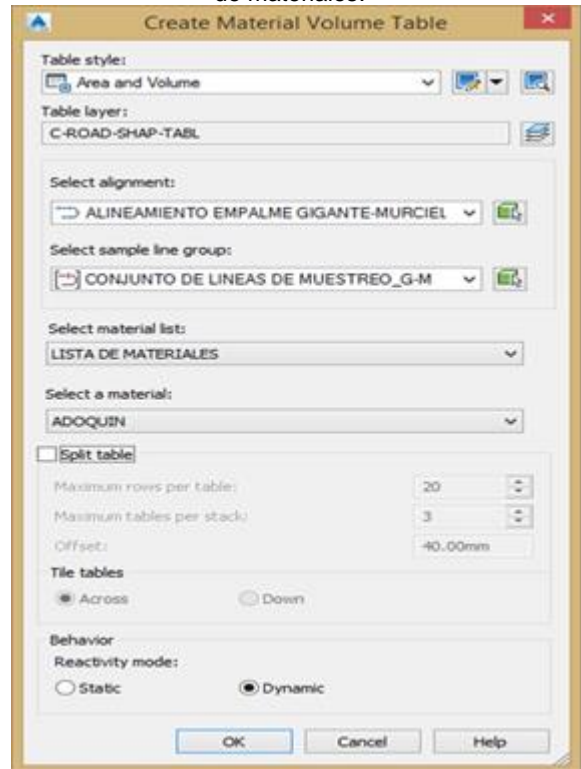 de materiales.
Create Material Volume Table
Table style:
Area and Volume
Table layer:
C-ROAD-SHAP-TABL
Select alignment:
ALINEAMIENTO EMPALME GIGANTE-MURCIEL
Select sample line group:
CONJUNTO DE LINEAS DE MUESTREO_G-M
Select material list:
LISTA DE MATERIALES
Select a material:
ADOQUIN
Split table
Maximum rows per table: 20
Maximum tables per stack: 3
Offset: 40.00mm
Tile tables
Across Down
Behavior
Reactivity mode:
Static Dynamic
OK Cancel Help